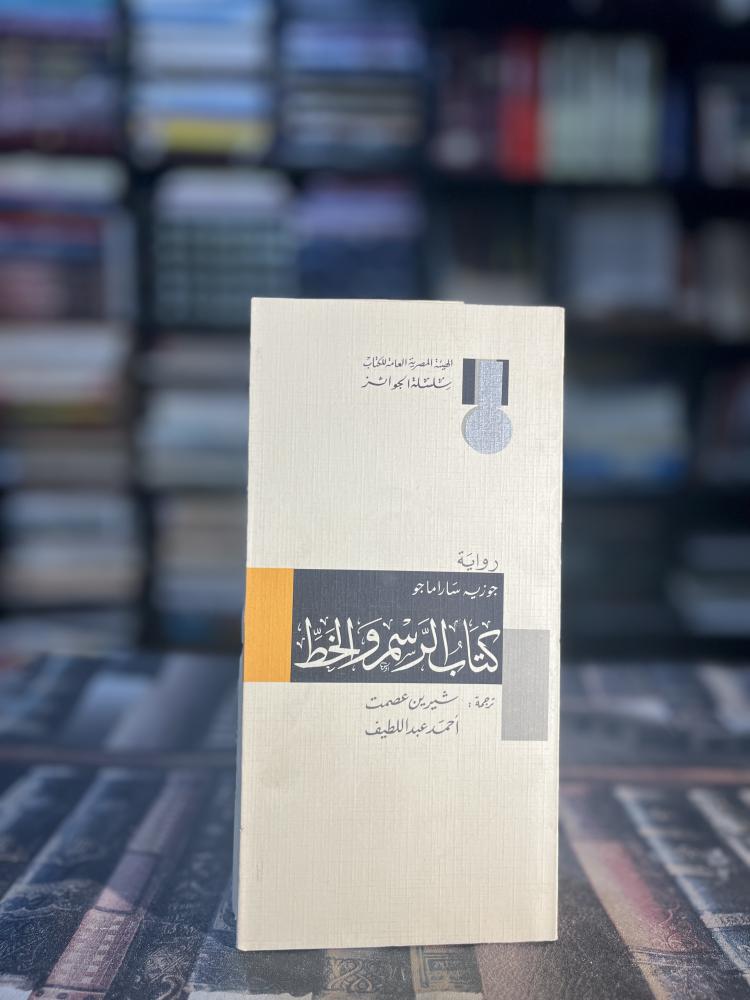 الهيئة المصرية العامة للكتاب
سلسلة الجوائز
رواية
جوزيه ساراماجو
كتاب الرسم والخط
ترجمة: شيرين عصمت
أحمد عبد اللطيف